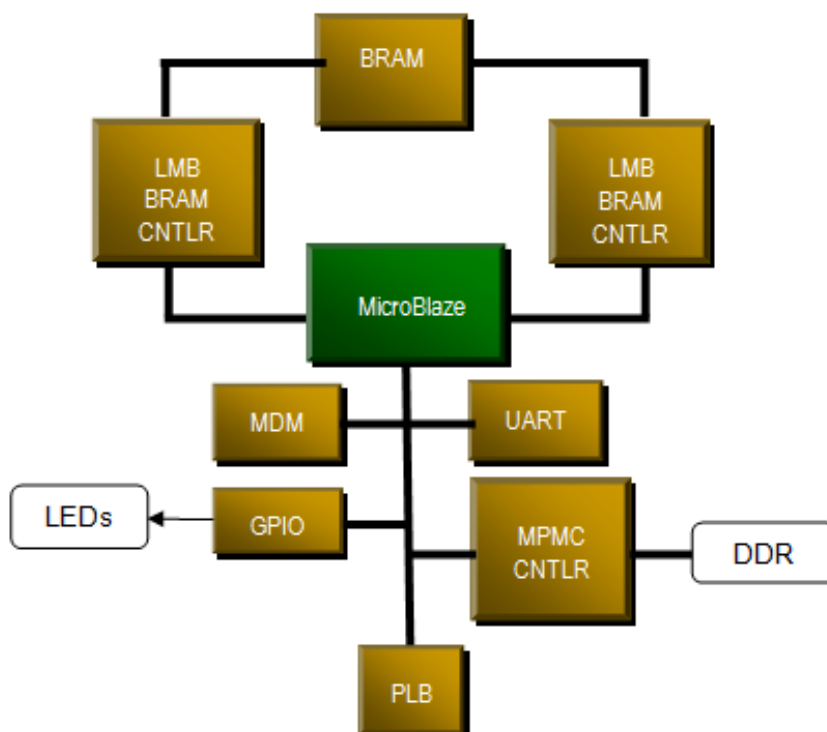 BRAM
LMB
BRAM
CNTLR
LMB
BRAM
CNTLR
MicroBlaze
MDM
UART
LEDs
GPIO
MPMC
CNTLR
DDR
PLB